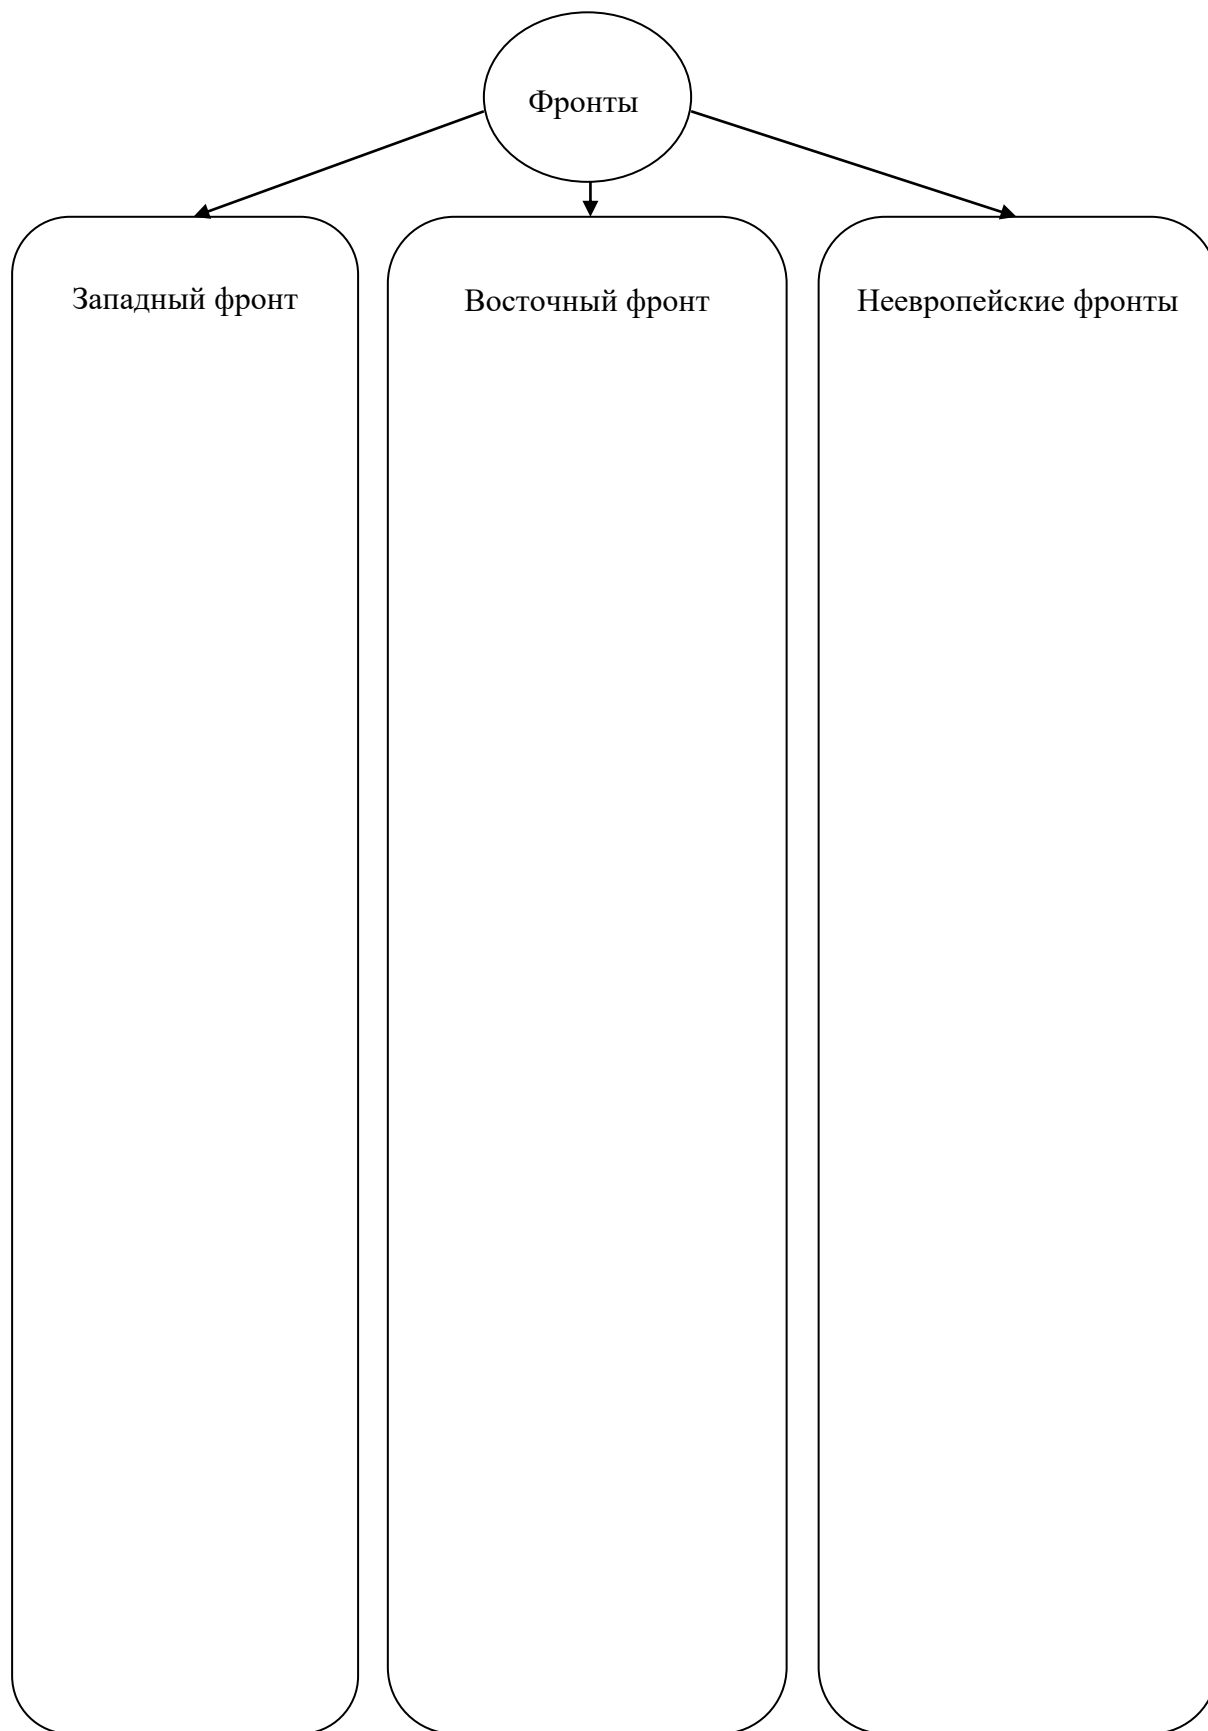 Фронты
Западный фронт
Восточный фронт
Неевропейские фронты